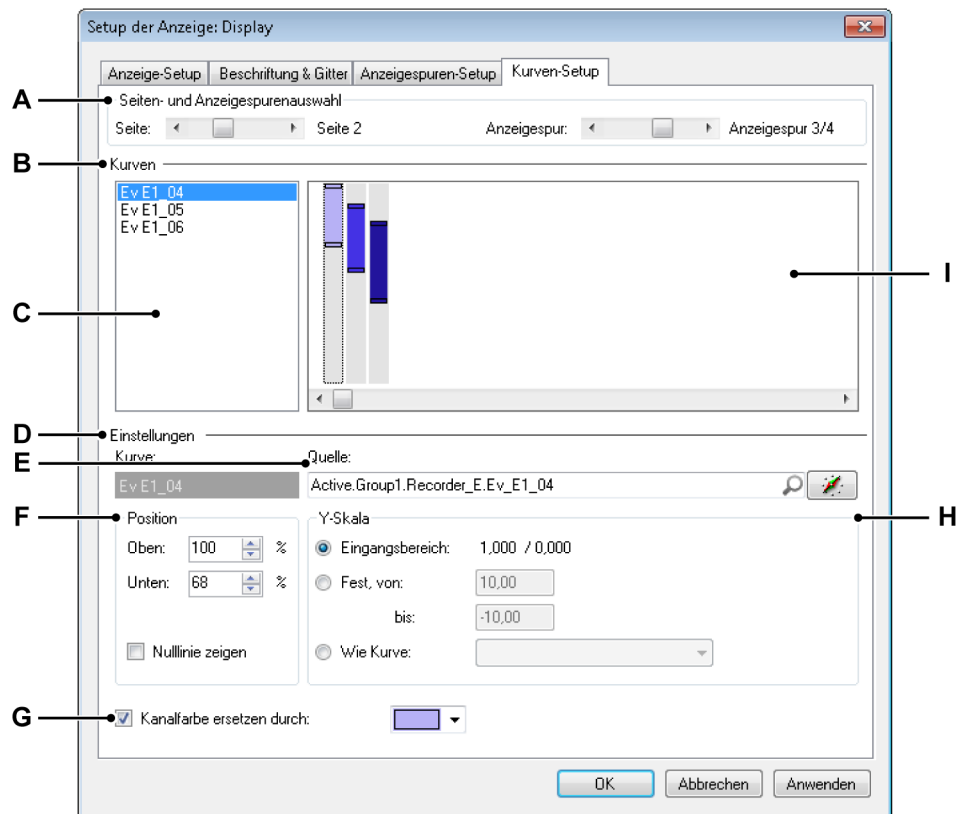 Setup der Anzeige: Display
Anzeige-Setup Beschriftung & Gitter Anzeigespuren-Setup Kurven-Setup
A
Seiten- und Anzeigespurenauswahl
Seite: Seite 2 Anzeigespur: Anzeigespur 3/4
B
Kurven
Ev E1_04
Ev E1_05
Ev E1_06
I
C
D
Einstellungen
E
Kurve: Quelle:
Ev E1_04 Active.Group1.Recorder_E.Ev_E1_04
F
Position Y-Skala
H
Oben: 100 % Eingangsbereich: 1,000 / 0,000
Unten: 68 % Fest, von: 10,00
bis: -10,00
Nulllinie zeigen Wie Kurve:
G
Kanalfarbe ersetzen durch:
OK Abbrechen Anwenden